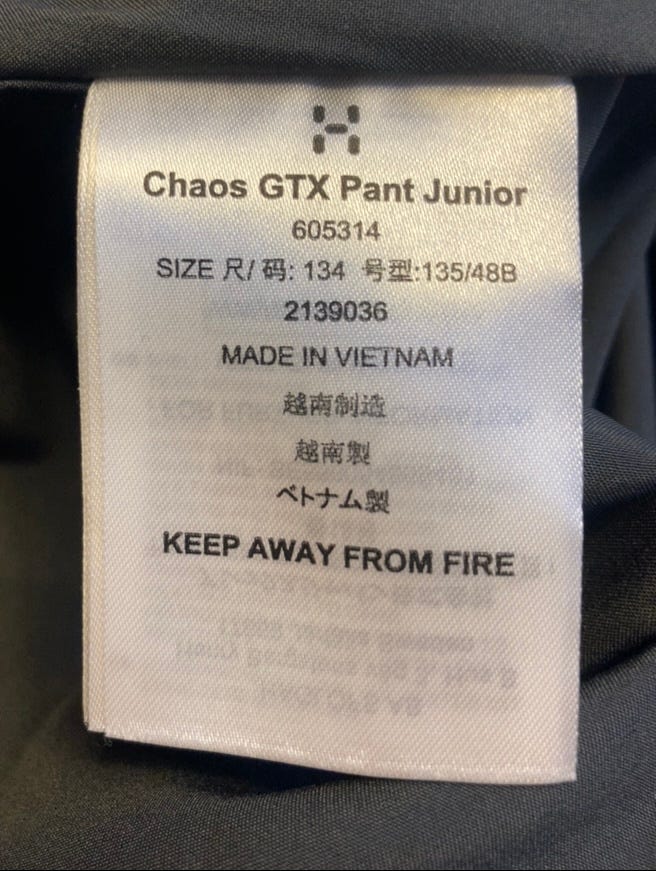 Chaos GTX Pant Junior
605314
SIZE 尺/ 码: 134 号型:135/48B
2139036
MADE IN VIETNAM
越南制造
越南製
ベトナム製
KEEP AWAY FROM FIRE